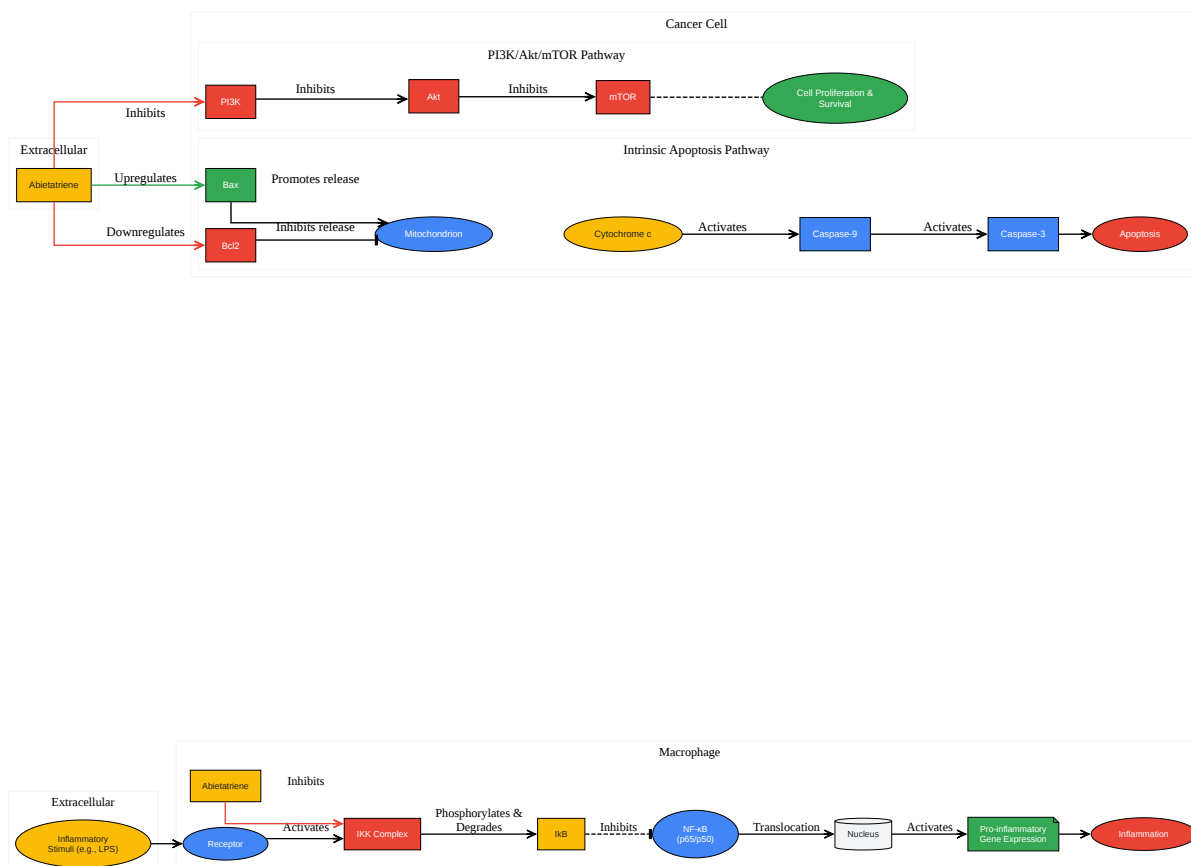 Cancer Cell
PI3K/Akt/mTOR Pathway
PI3K
Inhibits
Akt
Inhibits
mTOR
Cell Proliferation &
Survival
Inhibits
Extracellular
Abietatriene
Upregulates
Downregulates
Intrinsic Apoptosis Pathway
Bax
Promotes release
Bcl2
Inhibits release
Mitochondrion
Cytochrome c
Activates
Caspase-9
Activates
Caspase-3
Apoptosis
Macrophage
Abietatriene
Inhibits
Extracellular
Inflammatory
Stimuli (e.g., LPS)
Receptor
Activates
IKK Complex
Phosphorylates &
Degrades
IkB
Inhibits
NF-κB
(p65/p50)
Translocation
Nucleus
Activates
Pro-inflammatory
Gene Expression
Inflammation